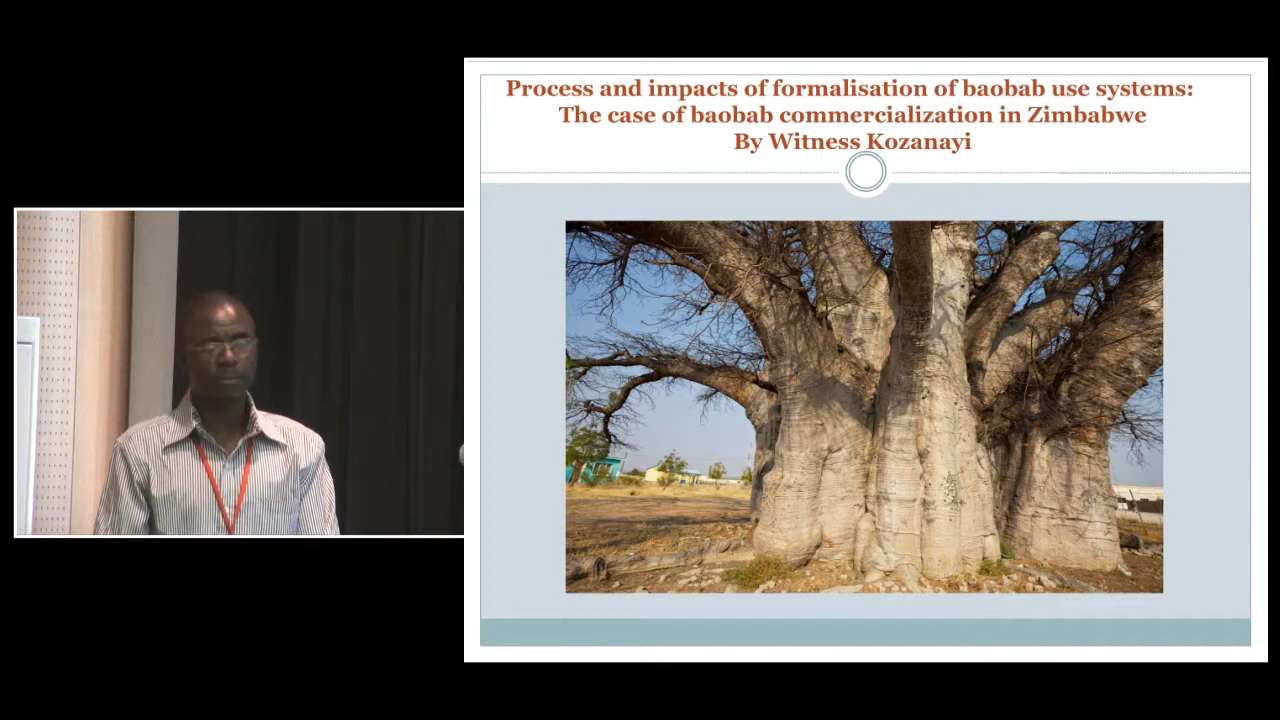 Process and impacts of formalisation of baobab use systems:
The case of baobab commercialization in Zimbabwe
By Witness Kozanayi